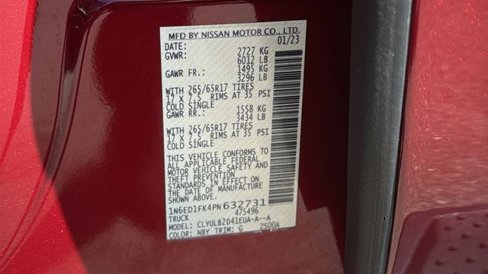 MFD BY NISSAN MOTOR CO., LTD.
DATE: 01/23
GVWR: 2727 KG
6012 LB
GAWR FR.: 1495 KG
3296 LB
WITH 265/65R17 TIRES
17 X 7.5 RIMS AT 35 PSI
COLD SINGLE
GAWR RR.: 1558 KG
3434 LB
WITH 265/65R17 TIRES
17 X 7.5 RIMS AT 35 PSI
COLD SINGLE
THIS VEHICLE CONFORMS TO
ALL APPLICABLE FEDERAL
MOTOR VEHICLE SAFETY
STANDARDS IN EFFECT ON
THE DATE OF MANUFACTURE
SHOWN ABOVE
1N6ED1FK4PN632731
TRUCK 475496
MODEL: CLYULBZD41EUA-A--A
COLOR: NBY TRIM: G